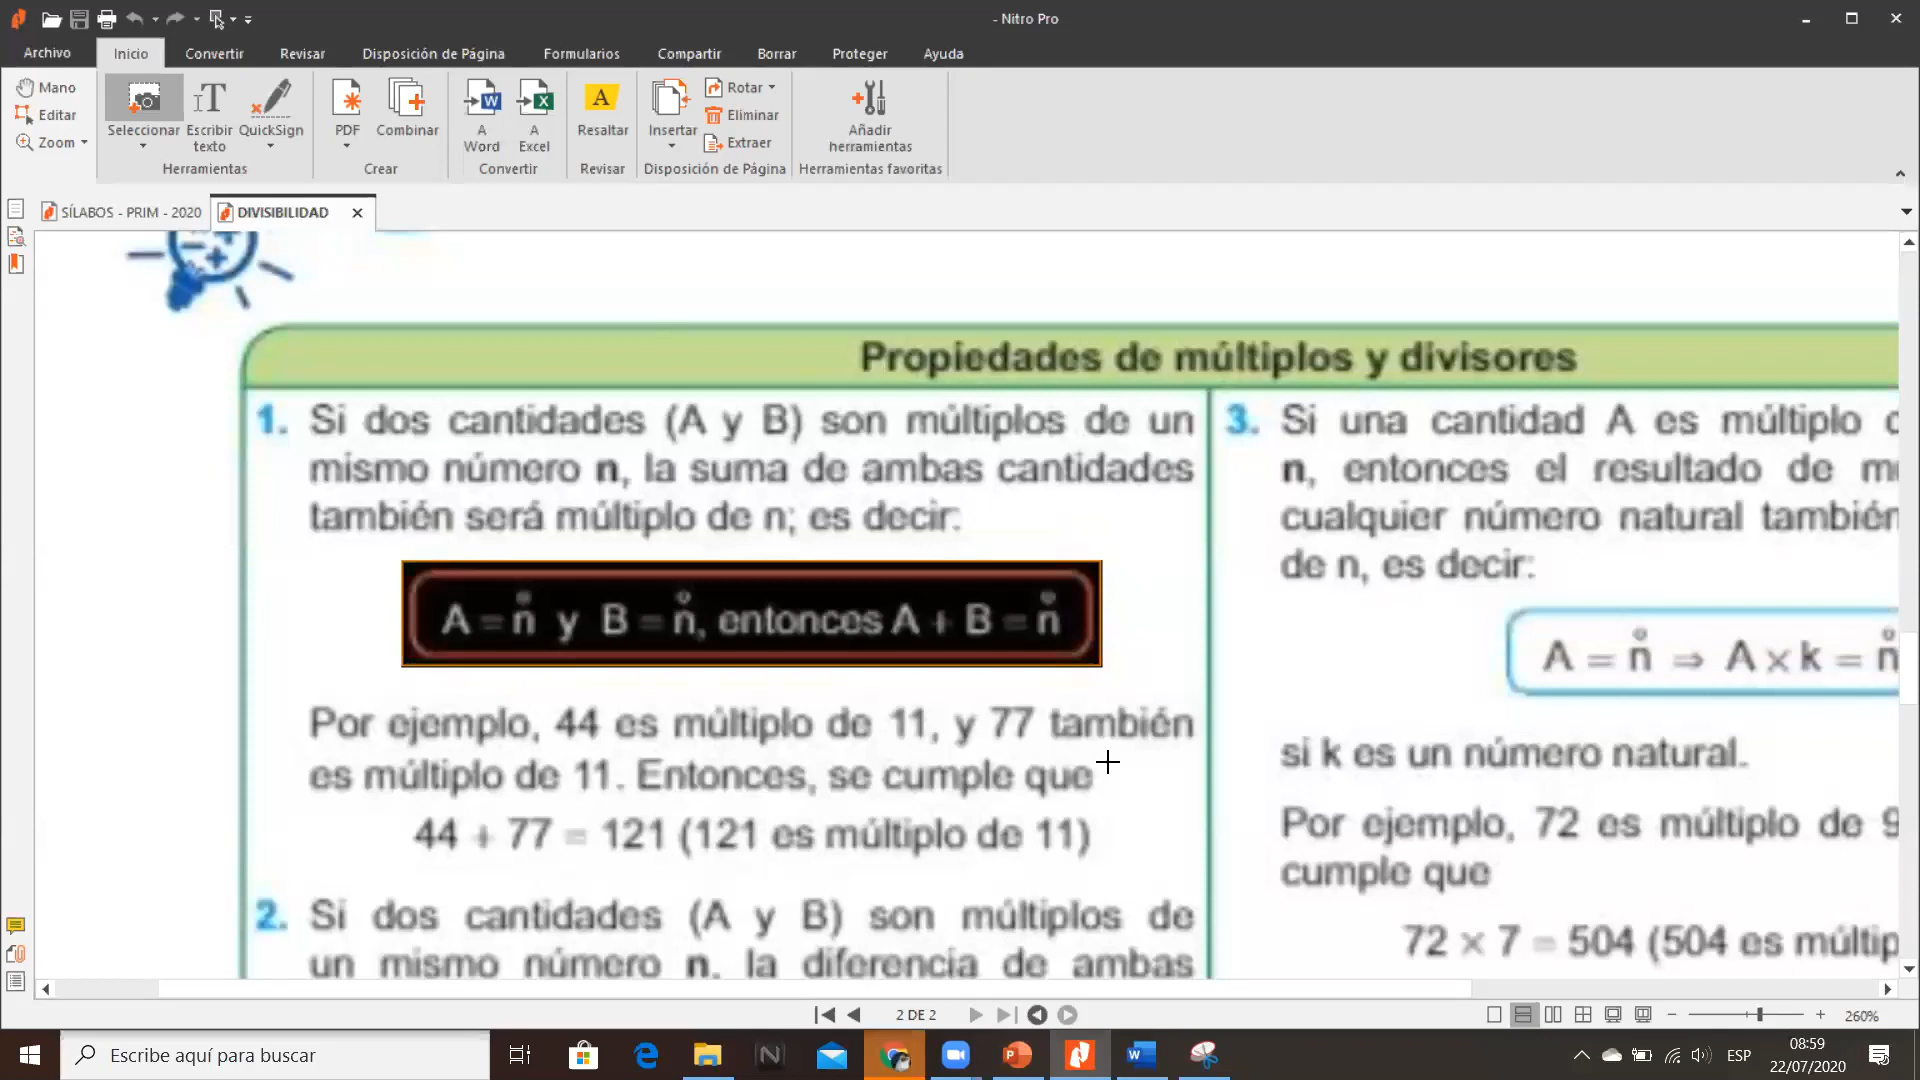 - Nitro Pro
Archivo Inicio Convertir Revisar Disposición de Página Formularios Compartir Borrar Proteger Ayuda
Mano
Editar
Zoom
Seleccionar
Escribir texto
QuickSign
Herramientas
PDF
Combinar
Crear
A Word
A Excel
Convertir
Resaltar
Revisar
Insertar
Rotar
Eliminar
Extraer
Disposición de Página
Añadir herramientas
Herramientas favoritas
SÍLABOS - PRIM - 2020
DIVISIBILIDAD
Propiedades de múltiplos y divisores
1. Si dos cantidades (A y B) son múltiplos de un
mismo número n, la suma de ambas cantidades
también será múltiplo de n; es decir:
A = n̊ y B = n̊, entonces A + B = n̊
Por ejemplo, 44 es múltiplo de 11, y 77 también
es múltiplo de 11. Entonces, se cumple que
44 + 77 = 121 (121 es múltiplo de 11)
2. Si dos cantidades (A y B) son múltiplos de
un mismo número n, la diferencia de ambas
3. Si una cantidad A es múltiplo
n, entonces el resultado de
cualquier número natural también
de n, es decir:
A = n̊ ⇒ A × k = n̊
si k es un número natural.
Por ejemplo, 72 es múltiplo de 9
cumple que
72 × 7 = 504 (504 es
2 DE 2
260%
Escribe aquí para buscar
ESP
08:59
22/07/2020